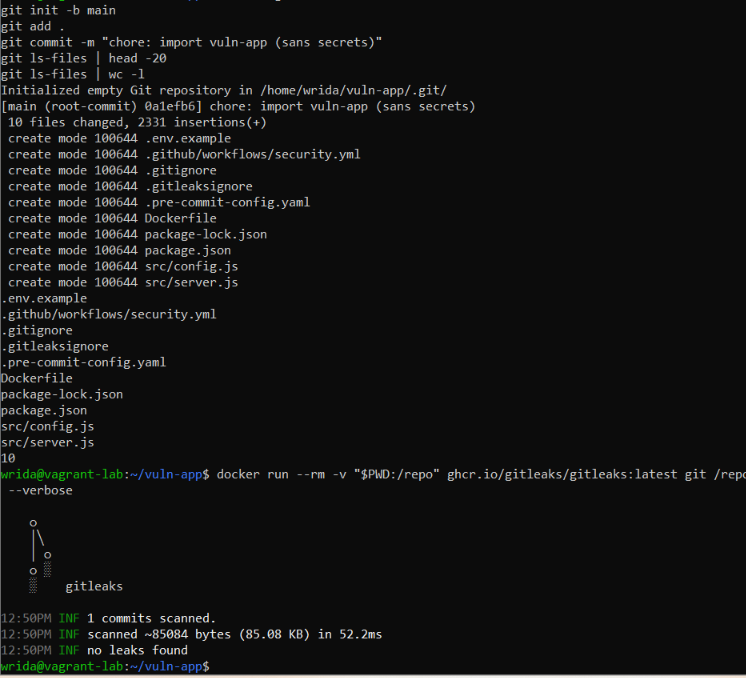 git init -b main
git add .
git commit -m "chore: import vuln-app (sans secrets)"
git ls-files | head -20
git ls-files | wc -l
Initialized empty Git repository in /home/wrida/vuln-app/.git/
[main (root-commit) 0a1efb6] chore: import vuln-app (sans secrets)
 10 files changed, 2331 insertions(+)
 create mode 100644 .env.example
 create mode 100644 .github/workflows/security.yml
 create mode 100644 .gitignore
 create mode 100644 .gitleaksignore
 create mode 100644 .pre-commit-config.yaml
 create mode 100644 Dockerfile
 create mode 100644 package-lock.json
 create mode 100644 package.json
 create mode 100644 src/config.js
 create mode 100644 src/server.js
.env.example
.github/workflows/security.yml
.gitignore
.gitleaksignore
.pre-commit-config.yaml
Dockerfile
package-lock.json
package.json
src/config.js
src/server.js
10
wrida@vagrant-lab:~/vuln-app$ docker run --rm -v "$PWD:/repo" ghcr.io/gitleaks/gitleaks:latest git /repo
 --verbose
gitleaks
12:50PM INF 1 commits scanned.
12:50PM INF scanned ~85084 bytes (85.08 KB) in 52.2ms
12:50PM INF no leaks found
wrida@vagrant-lab:~/vuln-app$